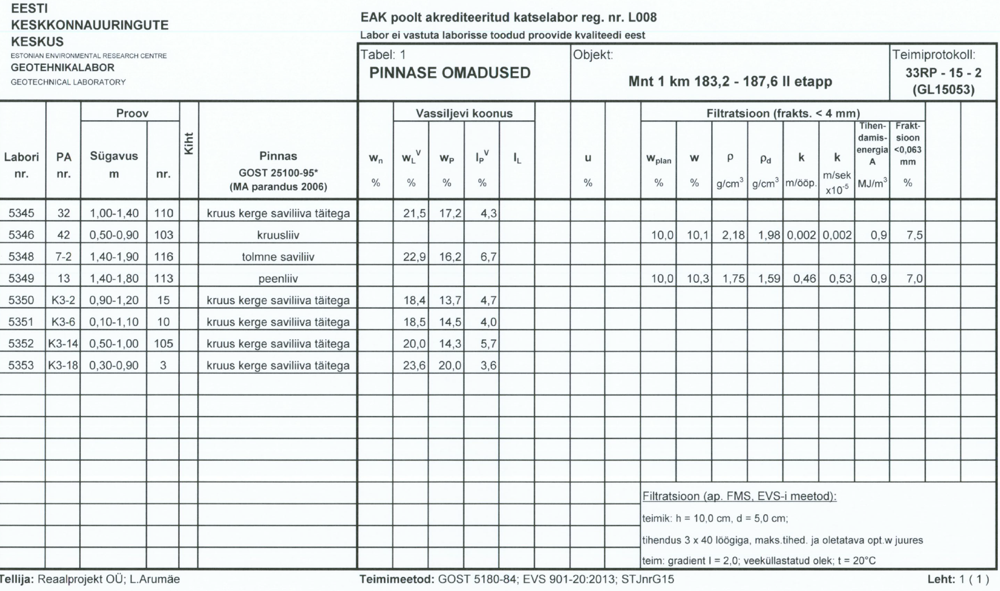 EESTI
KESKKONNAUURINGUTE
KESKUS
ESTONIAN ENVIRONMENTAL RESEARCH CENTRE
GEOTEHNIKALABOR
GEOTECHNICAL LABORATORY
EAK poolt akrediteeritud katselabor reg. nr. L008
Labor ei vastuta laborisse toodud proovide kvaliteedi eest
Tabel: 1
PINNASE OMADUSED
Objekt:
Mnt 1 km 183,2 - 187,6 II etapp
Teimiprotokoll:
33RP - 15 - 2
(GL15053)
Labori nr.
PA nr.
Proov
Sügavus m
nr.
Kiht
Pinnas
GOST 25100-95*
(MA parandus 2006)
wn %
Vassiljevi koonus
wL^V %
wP %
IP^V %
IL
u %
Filtratsioon (frakts. < 4 mm)
wplan %
w %
ρ g/cm³
ρd g/cm³
k m/ööp.
k m/sek x10⁻⁵
Tihen-
damis-
energia
A
MJ/m³
Frakt-
sioon
<0,063
mm
%
5345 32 1,00-1,40 110 kruus kerge saviliiva täitega 21,5 17,2 4,3
5346 42 0,50-0,90 103 kruusliiv 10,0 10,1 2,18 1,98 0,002 0,002 0,9 7,5
5348 7-2 1,40-1,90 116 tolmne saviliiv 22,9 16,2 6,7
5349 13 1,40-1,80 113 peenliiv 10,0 10,3 1,75 1,59 0,46 0,53 0,9 7,0
5350 K3-2 0,90-1,20 15 kruus kerge saviliiva täitega 18,4 13,7 4,7
5351 K3-6 0,10-1,10 10 kruus kerge saviliiva täitega 18,5 14,5 4,0
5352 K3-14 0,50-1,00 105 kruus kerge saviliiva täitega 20,0 14,3 5,7
5353 K3-18 0,30-0,90 3 kruus kerge saviliiva täitega 23,6 20,0 3,6
Filtratsioon (ap. FMS, EVS-i meetod):
teimik: h = 10,0 cm, d = 5,0 cm;
tihendus 3 x 40 löögiga, maks.tihed. ja oletatava opt.w juures
teim: gradient I = 2,0; veeküllastatud olek; t = 20°C
Tellija: Reaalprojekt OÜ; L.Arumäe
Teimimeetod: GOST 5180-84; EVS 901-20:2013; STJnrG15
Leht: 1 ( 1 )